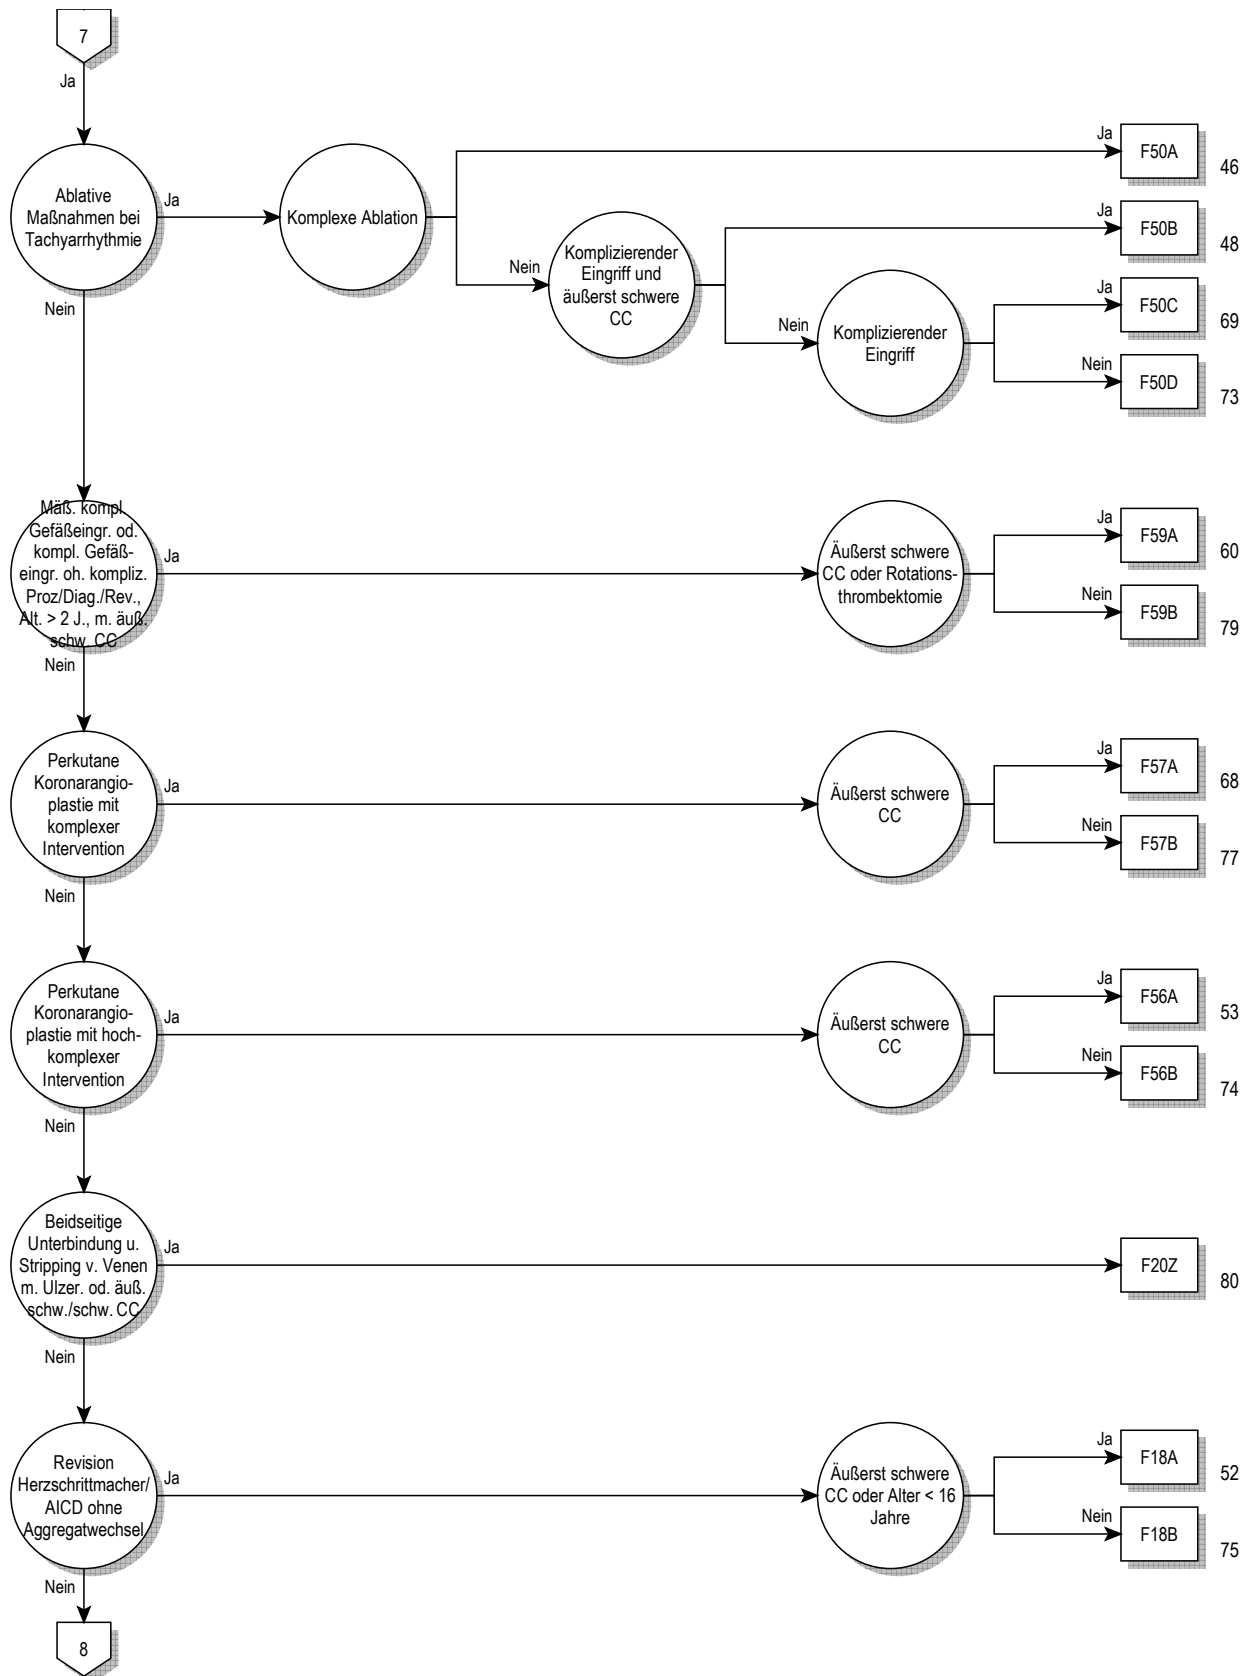 7
Ja
Ablative
Maßnahmen bei
Tachyarrhythmie
Ja
Komplexe Ablation
Ja
F50A
46
Nein
Komplizierender
Eingriff und
äußerst schwere
CC
Ja
F50B
48
Nein
Komplizierender
Eingriff
Ja
F50C
69
Nein
F50D
73
Nein
Mäß. kompl.
Gefäßeingr. od.
kompl. Gefäß-
eingr. oh. kompliz.
Proz/Diag./Rev.,
Alt. > 2 J., m. äuß.
schw. CC
Ja
Äußerst schwere
CC oder Rotations-
thrombektomie
Ja
F59A
60
Nein
F59B
79
Nein
Perkutane
Koronarangio-
plastie mit
komplexer
Intervention
Ja
Äußerst schwere
CC
Ja
F57A
68
Nein
F57B
77
Nein
Perkutane
Koronarangio-
plastie mit hoch-
komplexer
Intervention
Ja
Äußerst schwere
CC
Ja
F56A
53
Nein
F56B
74
Nein
Beidseitige
Unterbindung u.
Stripping v. Venen
m. Ulzer. od. äuß.
schw./schw. CC
Ja
F20Z
80
Nein
Revision
Herzschrittmacher/
AICD ohne
Aggregatwechsel
Ja
Äußerst schwere
CC oder Alter < 16
Jahre
Ja
F18A
52
Nein
F18B
75
Nein
8